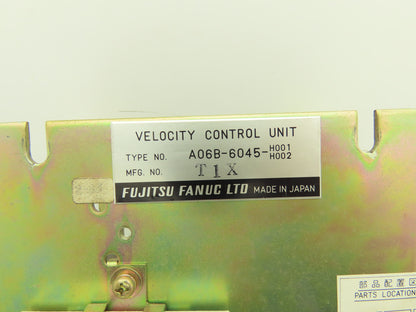 VELOCITY CONTROL UNIT
TYPE NO. A06B-6045-H001
H002
MFG. NO. TIX
FUJITSU FANUC LTD MADE IN JAPAN
部品配置
PARTS LOCATION